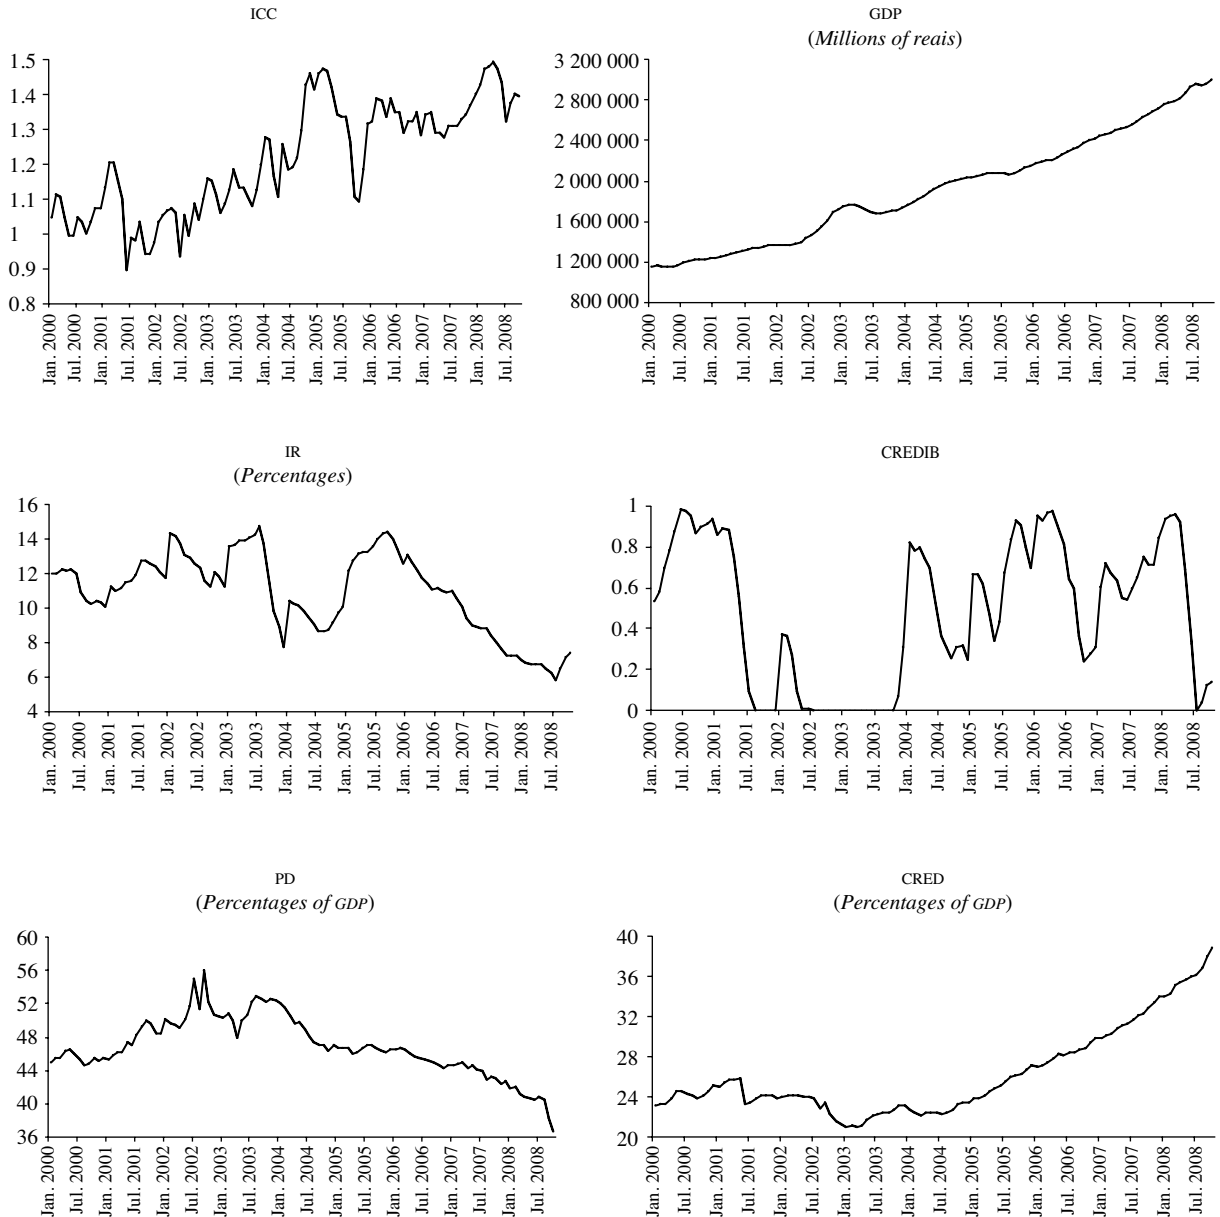 ICC
1.5
1.4
1.3
1.2
1.1
1
0.9
0.8
Jan. 2000
Jul. 2000
Jan. 2001
Jul. 2001
Jan. 2002
Jul. 2002
Jan. 2003
Jul. 2003
Jan. 2004
Jul. 2004
Jan. 2005
Jul. 2005
Jan. 2006
Jul. 2006
Jan. 2007
Jul. 2007
Jan. 2008
Jul. 2008
GDP
(Millions of reais)
3 200 000
2 800 000
2 400 000
2 000 000
1 600 000
1 200 000
800 000
Jan. 2000
Jul. 2000
Jan. 2001
Jul. 2001
Jan. 2002
Jul. 2002
Jan. 2003
Jul. 2003
Jan. 2004
Jul. 2004
Jan. 2005
Jul. 2005
Jan. 2006
Jul. 2006
Jan. 2007
Jul. 2007
Jan. 2008
Jul. 2008
IR
(Percentages)
16
14
12
10
8
6
4
Jan. 2000
Jul. 2000
Jan. 2001
Jul. 2001
Jan. 2002
Jul. 2002
Jan. 2003
Jul. 2003
Jan. 2004
Jul. 2004
Jan. 2005
Jul. 2005
Jan. 2006
Jul. 2006
Jan. 2007
Jul. 2007
Jan. 2008
Jul. 2008
CREDIB
1
0.8
0.6
0.4
0.2
0
Jan. 2000
Jul. 2000
Jan. 2001
Jul. 2001
Jan. 2002
Jul. 2002
Jan. 2003
Jul. 2003
Jan. 2004
Jul. 2004
Jan. 2005
Jul. 2005
Jan. 2006
Jul. 2006
Jan. 2007
Jul. 2007
Jan. 2008
Jul. 2008
PD
(Percentages of GDP)
60
56
52
48
44
40
36
Jan. 2000
Jul. 2000
Jan. 2001
Jul. 2001
Jan. 2002
Jul. 2002
Jan. 2003
Jul. 2003
Jan. 2004
Jul. 2004
Jan. 2005
Jul. 2005
Jan. 2006
Jul. 2006
Jan. 2007
Jul. 2007
Jan. 2008
Jul. 2008
CRED
(Percentages of GDP)
40
36
32
28
24
20
Jan. 2000
Jul. 2000
Jan. 2001
Jul. 2001
Jan. 2002
Jul. 2002
Jan. 2003
Jul. 2003
Jan. 2004
Jul. 2004
Jan. 2005
Jul. 2005
Jan. 2006
Jul. 2006
Jan. 2007
Jul. 2007
Jan. 2008
Jul. 2008